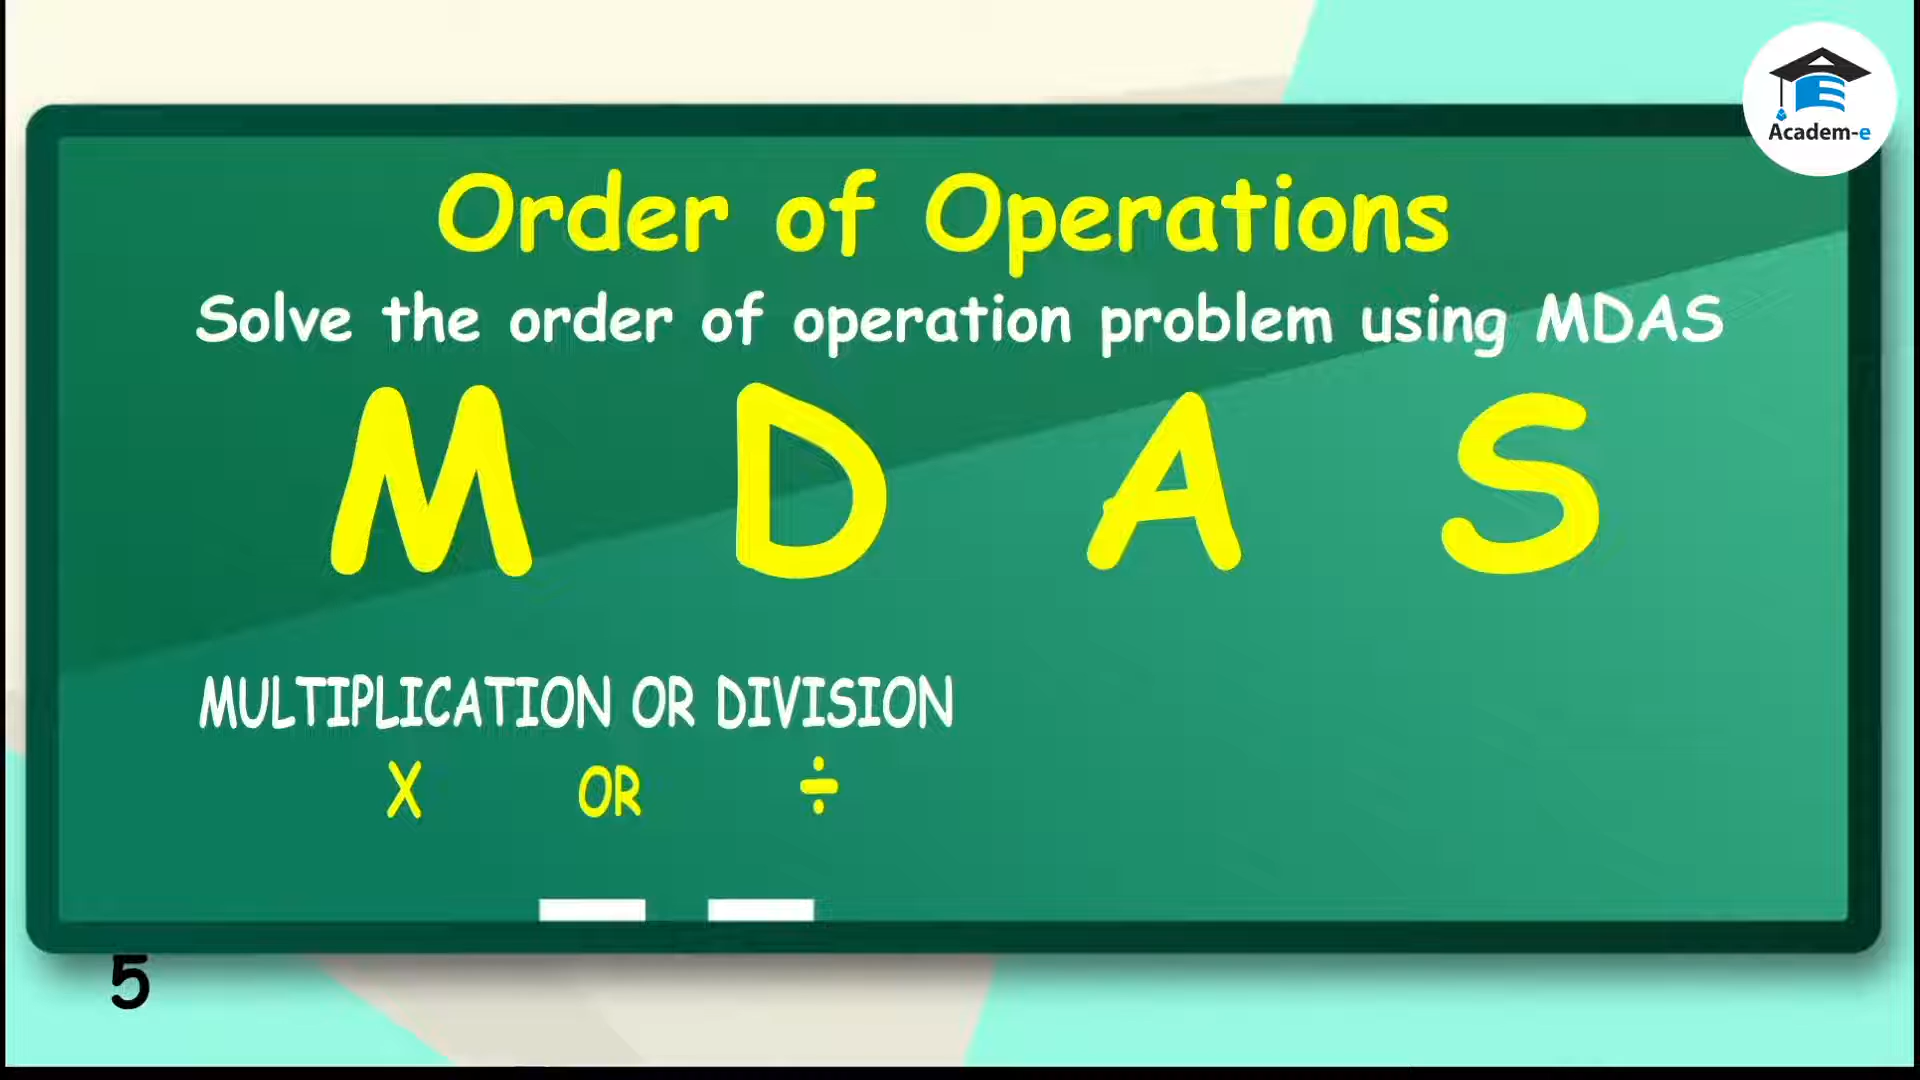 Academ-e
Order of Operations
Solve the order of operation problem using MDAS
M D A S
MULTIPLICATION OR DIVISION
X OR ÷
5